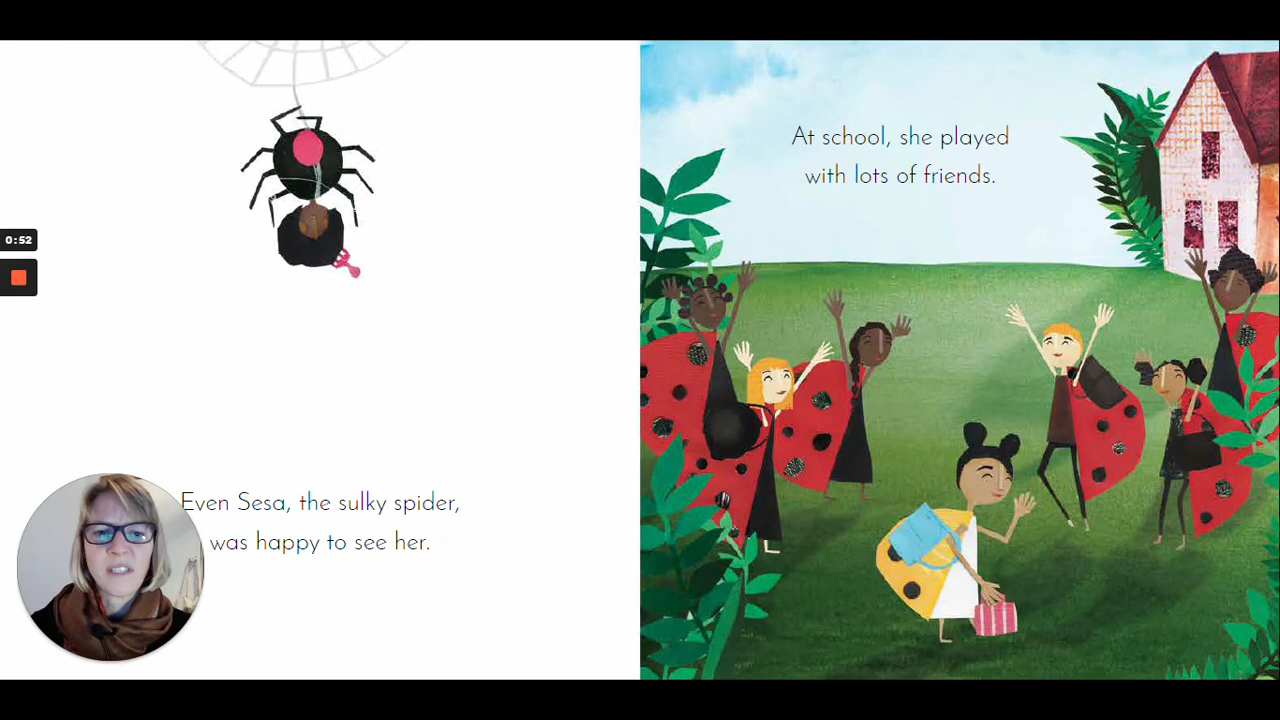 At school, she played
with lots of friends.
0:52
Even Sesa, the sulky spider,
was happy to see her.